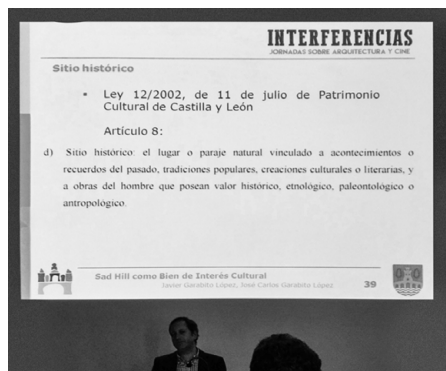 INTERFERENCIAS
JORNADAS SOBRE ARQUITECTURA Y CINE
Sitio histórico
• Ley 12/2002, de 11 de julio de Patrimonio
Cultural de Castilla y León
Artículo 8:
d) Sitio histórico: el lugar o paraje natural vinculado a acontecimientos o
recuerdos del pasado, tradiciones populares, creaciones culturales o literarias, y
a obras del hombre que posean valor histórico, etnológico, paleontológico o
antropológico.
Sad Hill como Bien de Interés Cultural
Javier Garabito López, José Carlos Garabito López
39